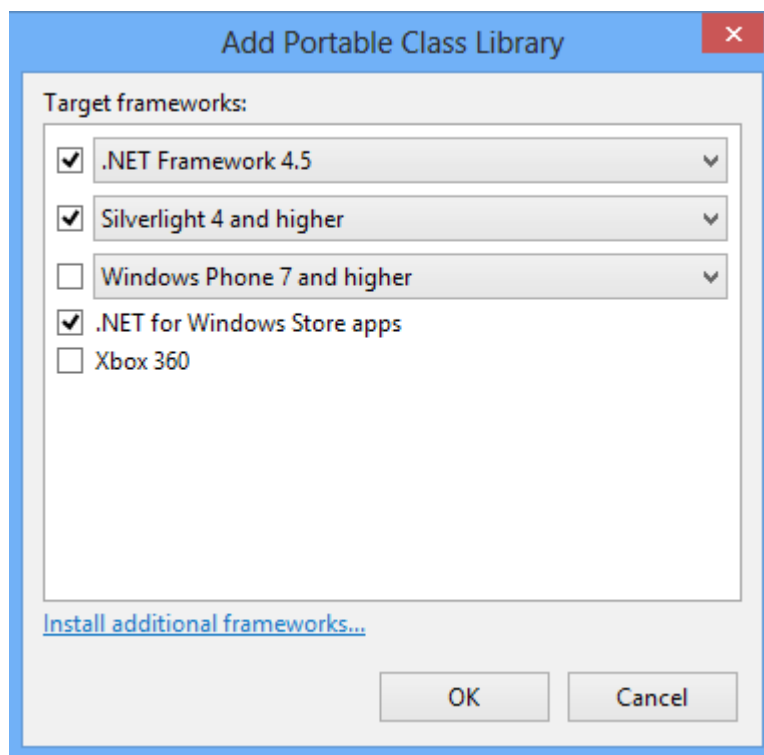 Add Portable Class Library
Target frameworks:
.NET Framework 4.5
Silverlight 4 and higher
Windows Phone 7 and higher
.NET for Windows Store apps
Xbox 360
Install additional frameworks...
OK
Cancel